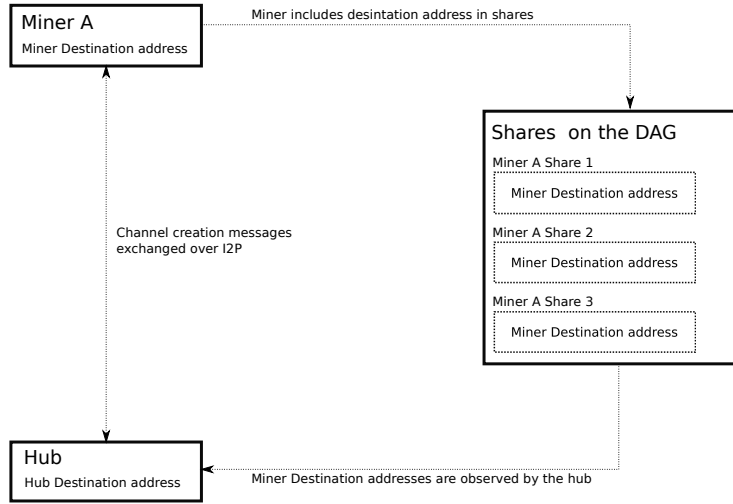 Miner A
Miner Destination address
Miner includes desintation address in shares
Shares on the DAG
Miner A Share 1
Miner Destination address
Miner A Share 2
Miner Destination address
Miner A Share 3
Miner Destination address
Channel creation messages
exchanged over I2P
Hub
Hub Destination address
Miner Destination addresses are observed by the hub